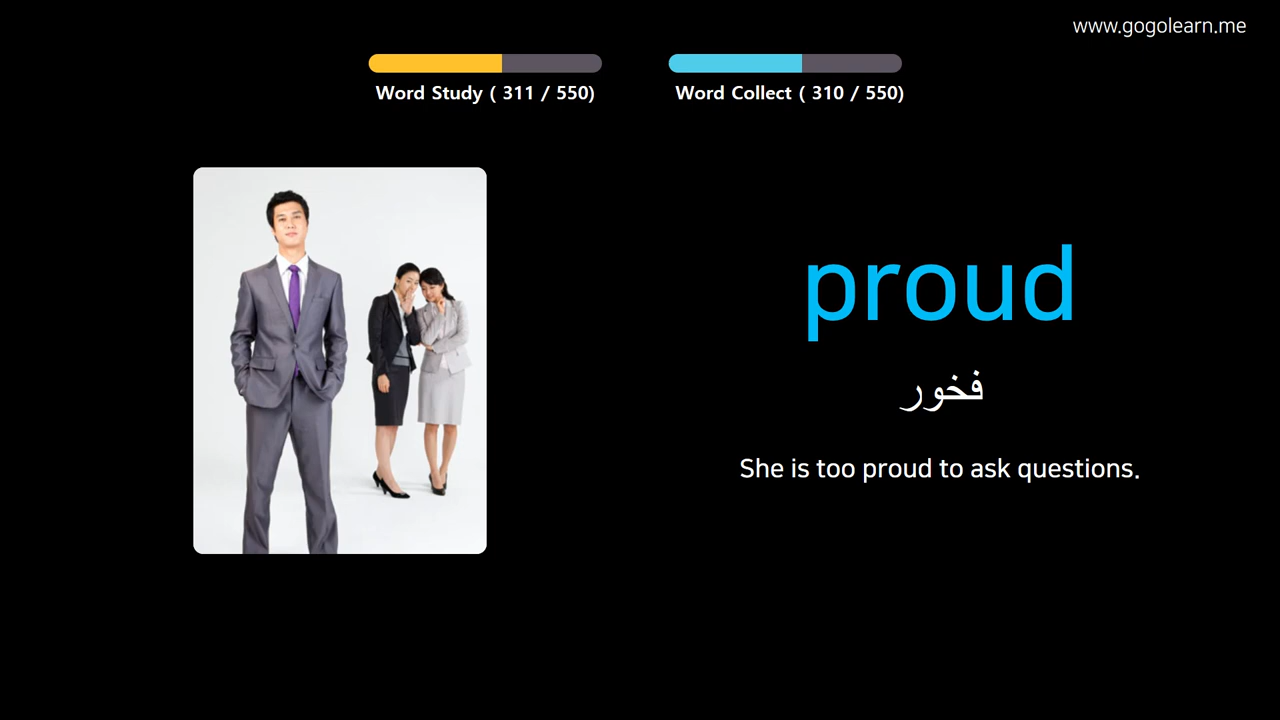 www.gogolearn.me
Word Study ( 311 / 550)
Word Collect ( 310 / 550)
proud
فخور
She is too proud to ask questions.